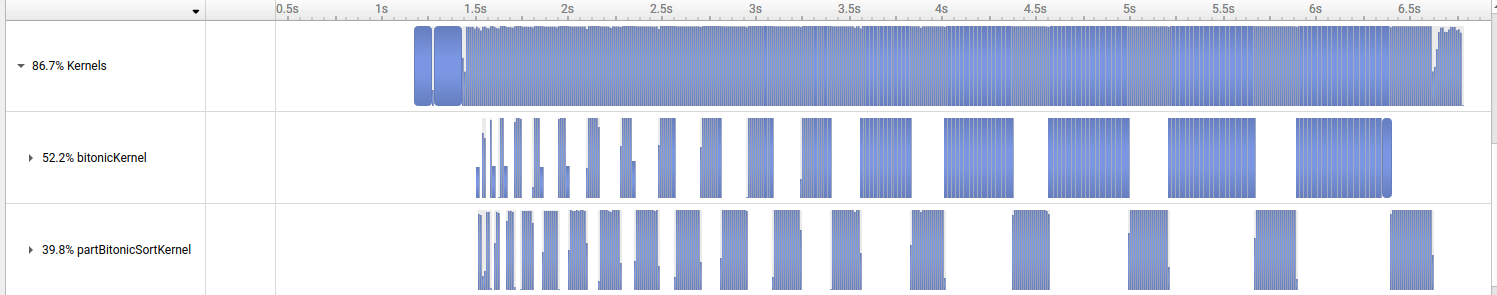 0.5s 1s 1.5s 2s 2.5s 3s 3.5s 4s 4.5s 5s 5.5s 6s 6.5s
86.7% Kernels
52.2% bitonicKernel
39.8% partBitonicSortKernel